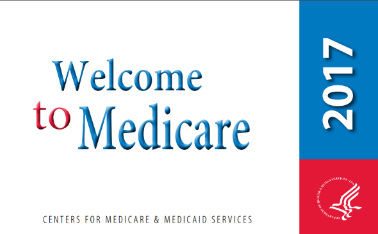 Welcome
to Medicare
CENTERS FOR MEDICARE & MEDICAID SERVICES
2017